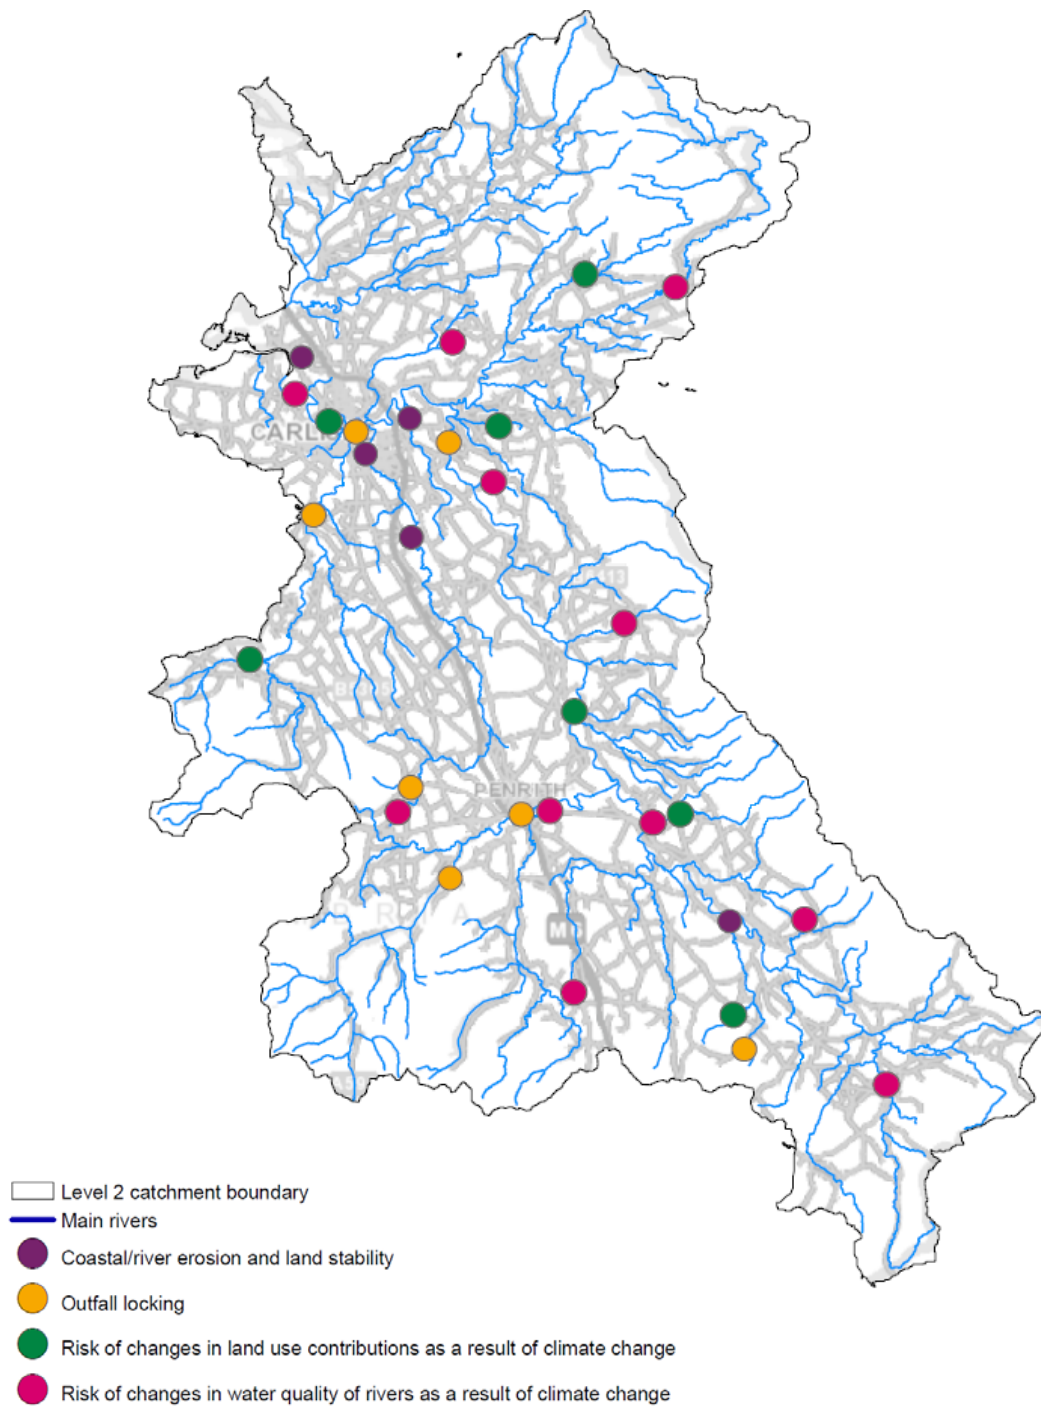 CARLI
PENRITH
Level 2 catchment boundary
Main rivers
Coastal/river erosion and land stability
Outfall locking
Risk of changes in land use contributions as a result of climate change
Risk of changes in water quality of rivers as a result of climate change